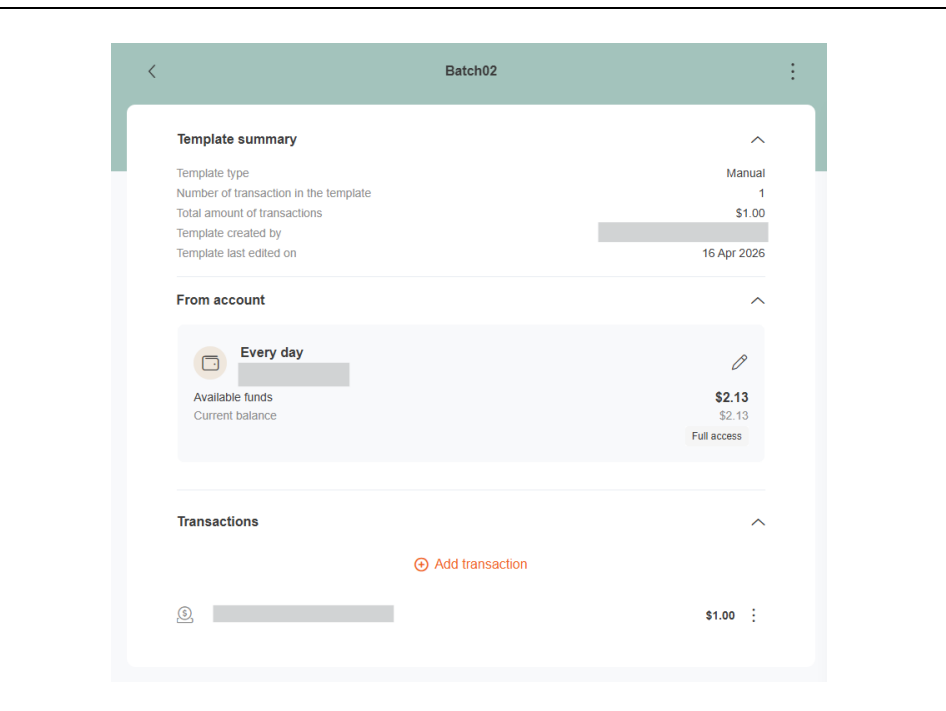 Batch02
Template summary
Template type Manual
Number of transaction in the template 1
Total amount of transactions $1.00
Template created by
Template last edited on 16 Apr 2026
From account
Every day
Available funds $2.13
Current balance $2.13
Full access
Transactions
Add transaction
$1.00